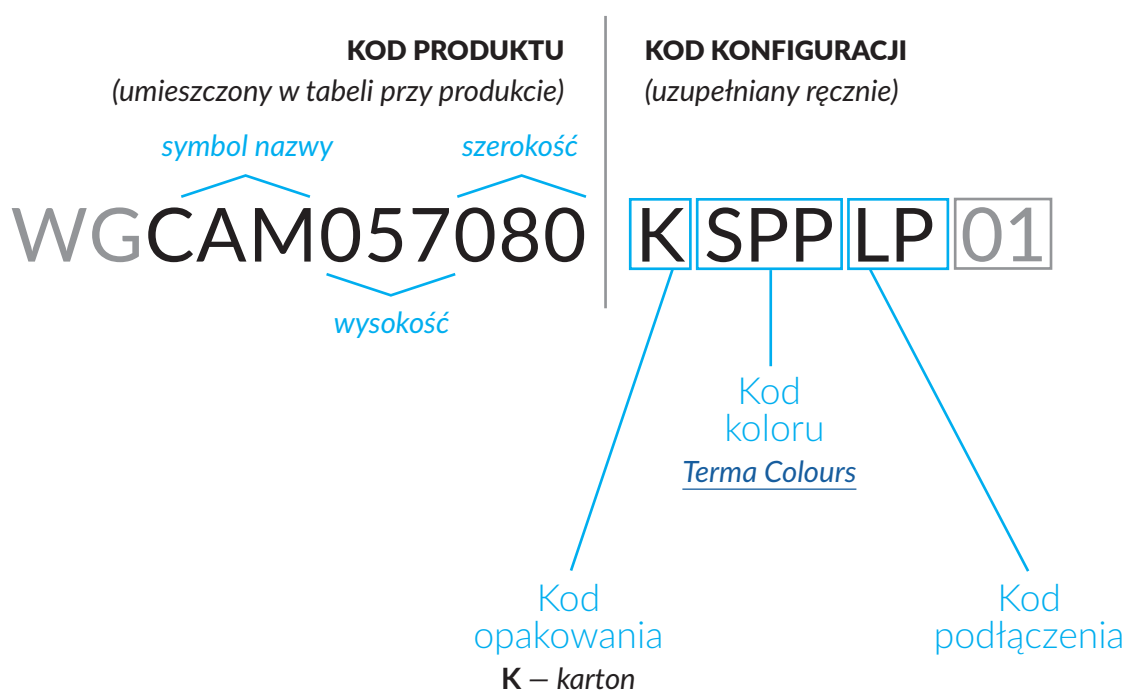 KOD PRODUKTU
(umieszczony w tabeli przy produkcie)
KOD KONFIGURACJI
(uzupełniany ręcznie)
symbol nazwy
szerokość
WGCAM057080
K SPP LP 01
wysokość
Kod
koloru
Terma Colours
Kod
opakowania
K – karton
Kod
podłączenia